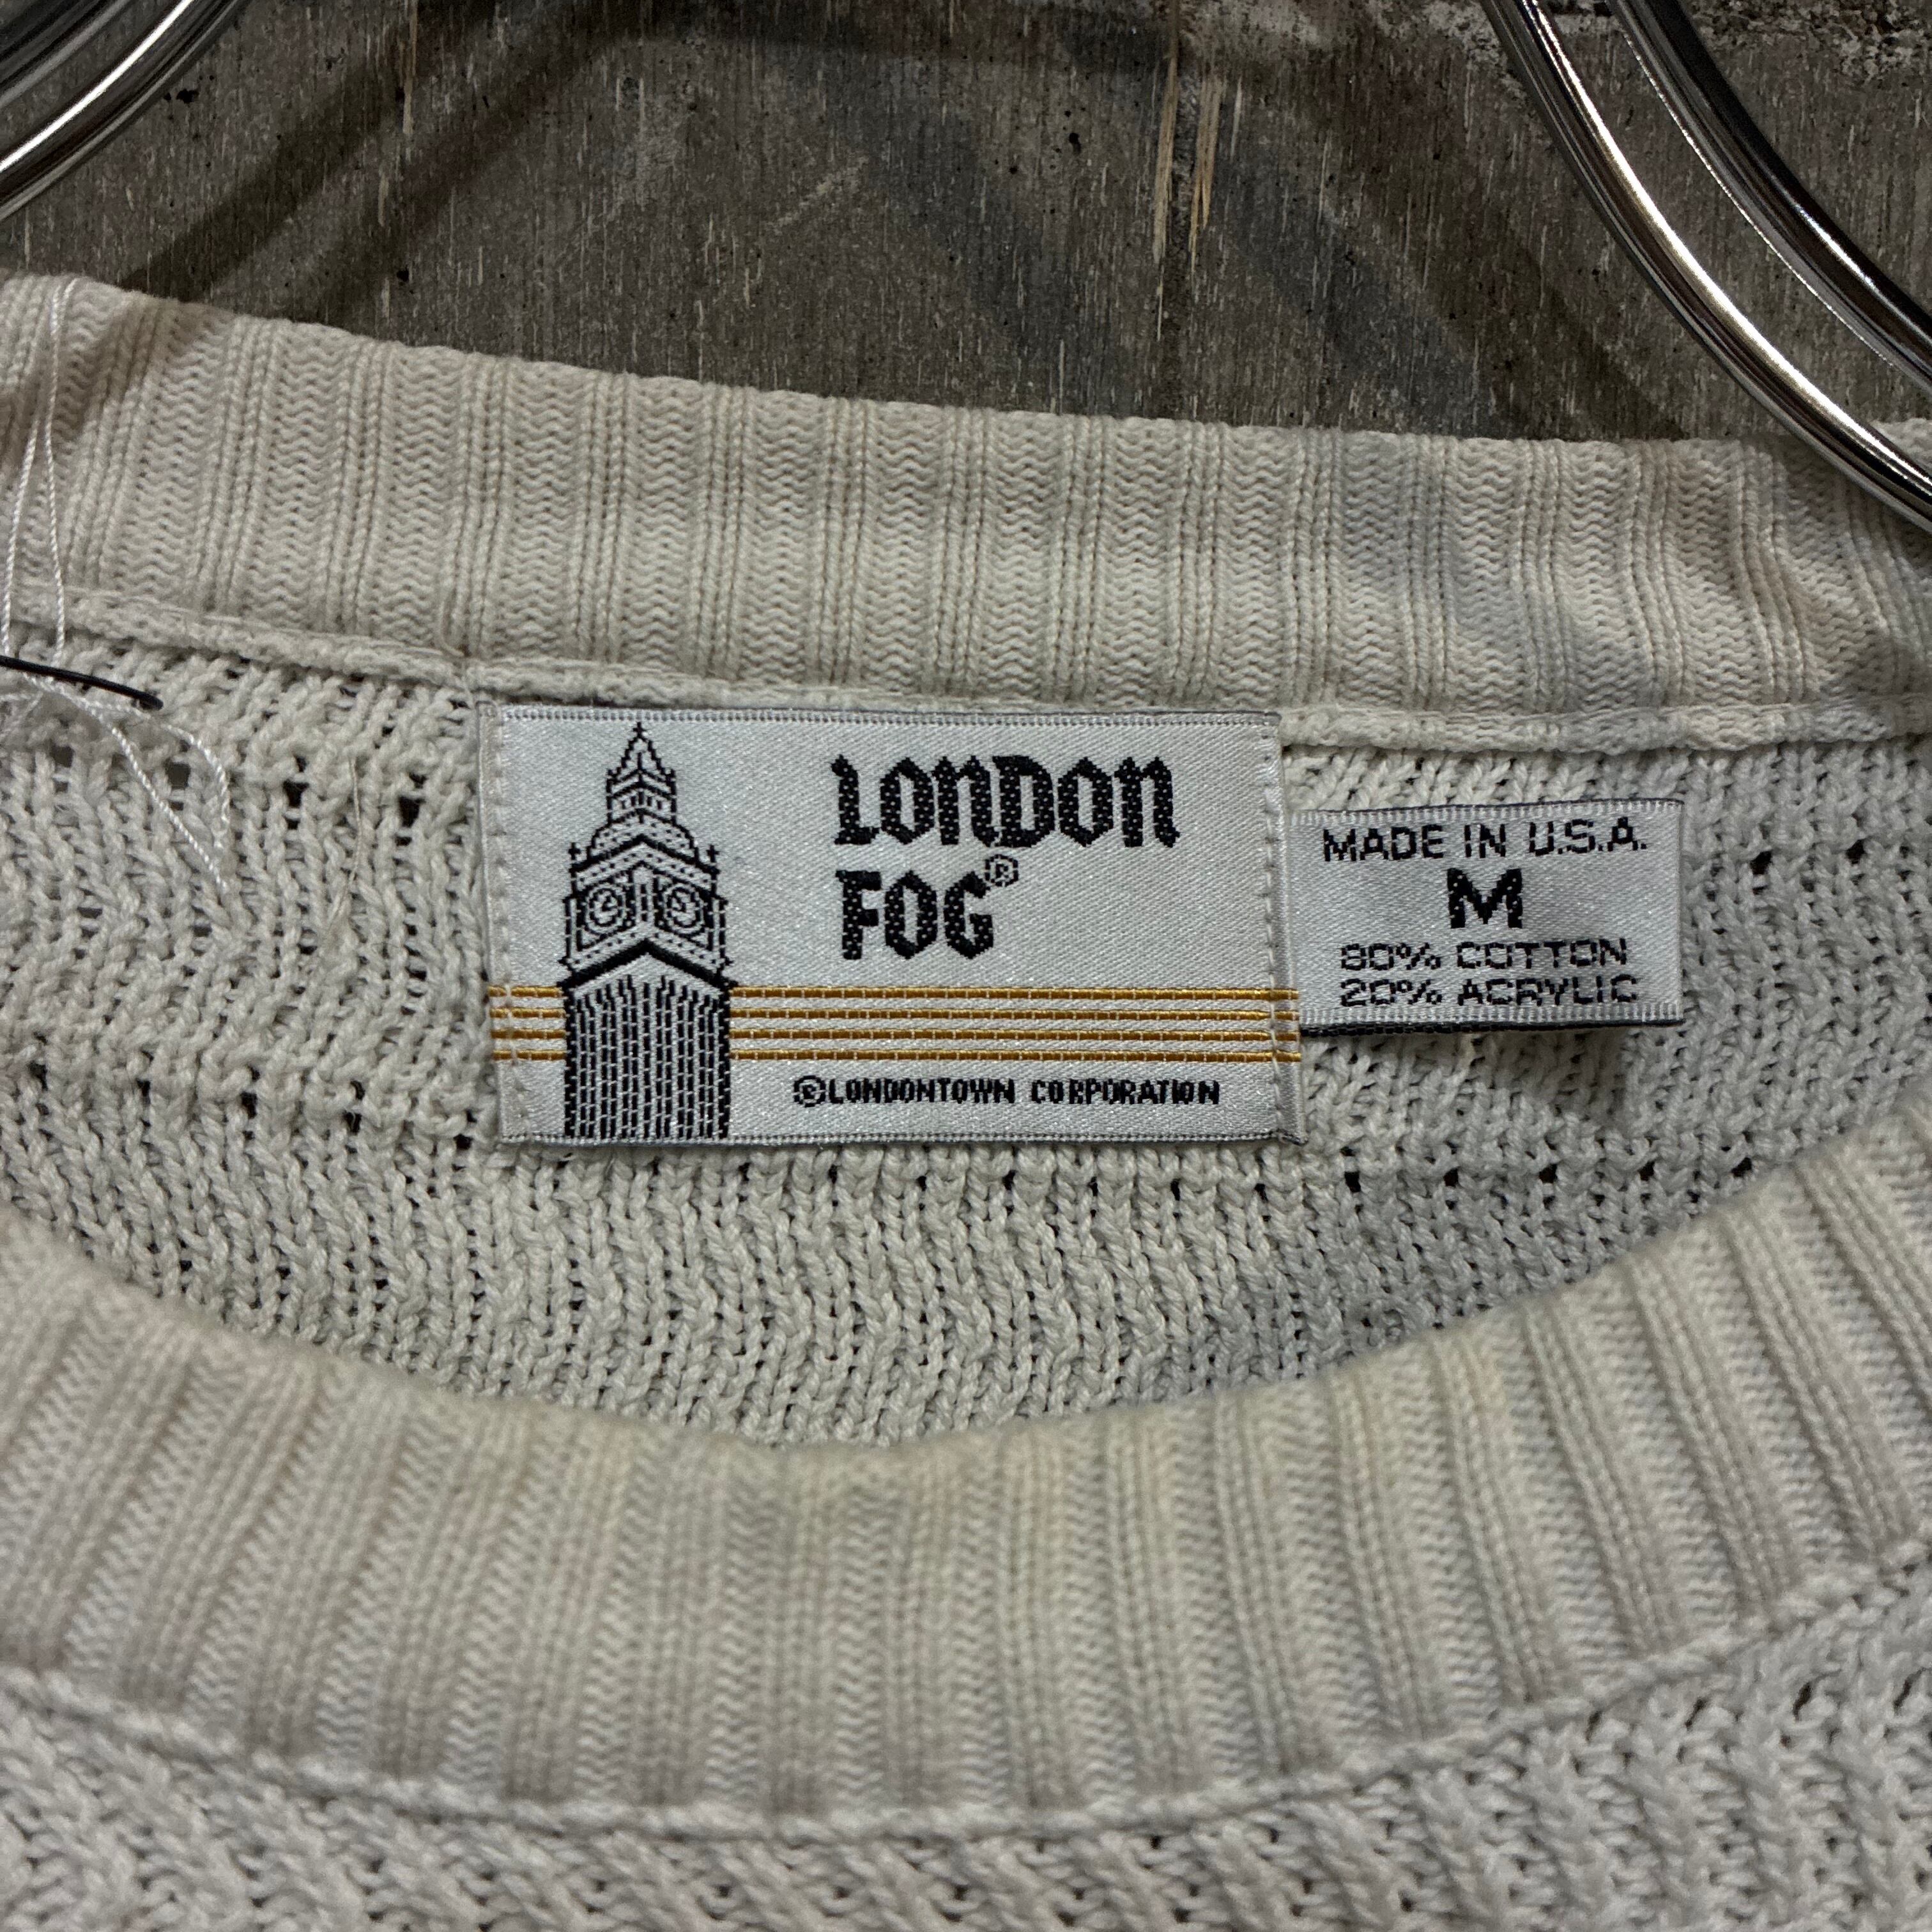 LONDON
FOG®
®LONDONTOWN CORPORATION
MADE IN U.S.A.
M
80% COTTON
20% ACRYLIC